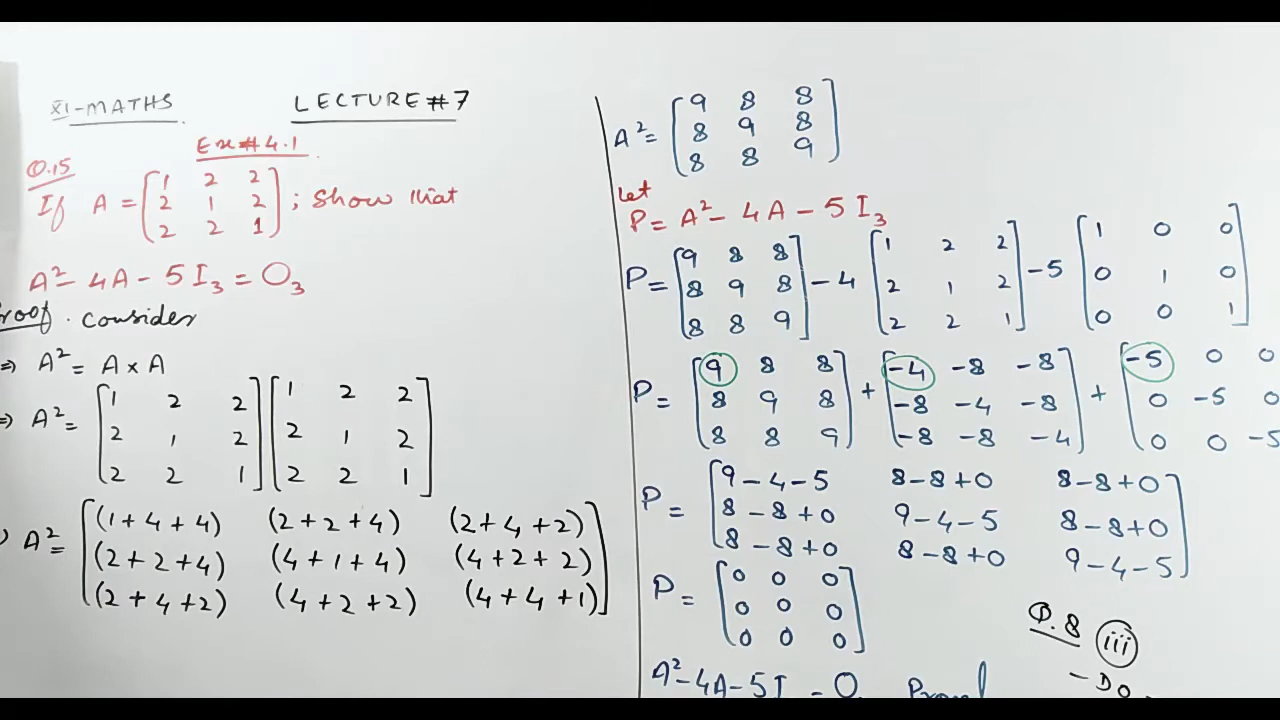 XI-MATHS LECTURE#7
Ex#4.1
Q.15
If A = [1 2 2; 2 1 2; 2 2 1] ; Show that
A² - 4A - 5I₃ = O₃
Proof. Consider
⇒ A² = A × A
⇒ A² = [1 2 2; 2 1 2; 2 2 1] [1 2 2; 2 1 2; 2 2 1]
A² = [(1+4+4) (2+2+4) (2+4+2)
(2+2+4) (4+1+4) (4+2+2)
(2+4+2) (4+2+2) (4+4+1)]
A² = [9 8 8; 8 9 8; 8 8 9]
Let
P = A² - 4A - 5I₃
P = [9 8 8; 8 9 8; 8 8 9] - 4 [1 2 2; 2 1 2; 2 2 1] - 5 [1 0 0; 0 1 0; 0 0 1]
P = [9 8 8; 8 9 8; 8 8 9] + [-4 -8 -8; -8 -4 -8; -8 -8 -4] + [-5 0 0; 0 -5 0; 0 0 -5
P = [9-4-5 8-8+0 8-8+0
8-8+0 9-4-5 8-8+0
8-8+0 8-8+0 9-4-5]
P = [0 0 0; 0 0 0; 0 0 0]
A² - 4A - 5I = O
Q.8 (iii)